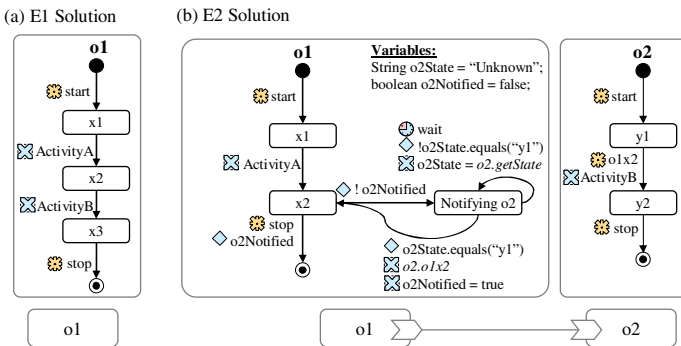 (a) E1 Solution
o1
start
x1
ActivityA
x2
ActivityB
x3
stop
o1
(b) E2 Solution
o1
Variables:
String o2State = “Unknown”;
boolean o2Notified = false;
start
x1
ActivityA
wait
!o2State.equals(“y1”)
o2State = o2.getState
! o2Notified
x2
Notifying o2
stop
o2Notified
o2State.equals(“y1”)
o2.o1x2
o2Notified = true
o2
start
y1
o1x2
ActivityB
y2
stop
o1
o2